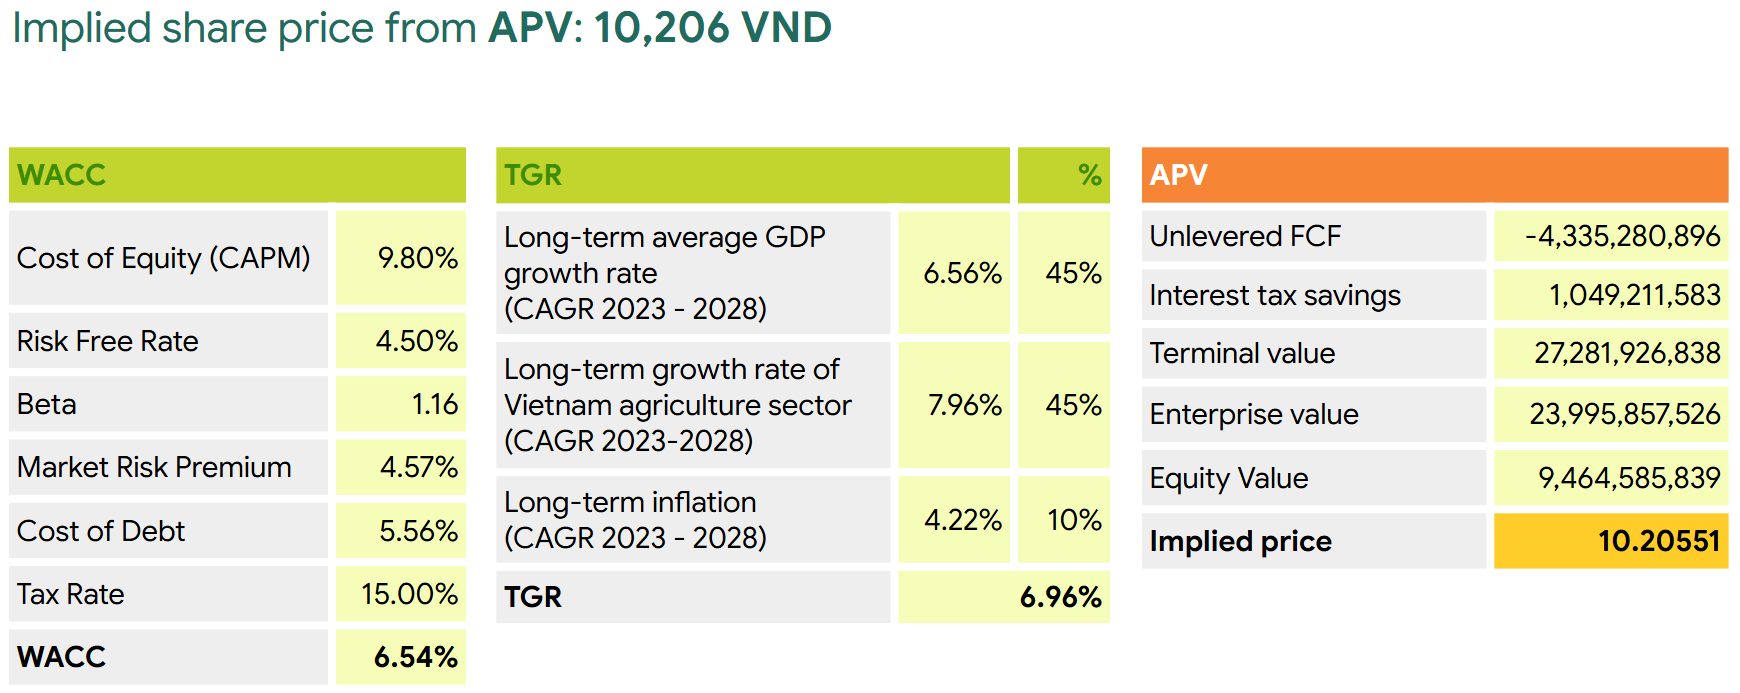 Implied share price from APV: 10,206 VND
WACC
Cost of Equity (CAPM) 9.80%
Risk Free Rate 4.50%
Beta 1.16
Market Risk Premium 4.57%
Cost of Debt 5.56%
Tax Rate 15.00%
WACC 6.54%
TGR %
Long-term average GDP
growth rate
(CAGR 2023 - 2028) 6.56% 45%
Long-term growth rate of
Vietnam agriculture sector
(CAGR 2023-2028) 7.96% 45%
Long-term inflation
(CAGR 2023 - 2028) 4.22% 10%
TGR 6.96%
APV
Unlevered FCF -4,335,280,896
Interest tax savings 1,049,211,583
Terminal value 27,281,926,838
Enterprise value 23,995,857,526
Equity Value 9,464,585,839
Implied price 10.20551